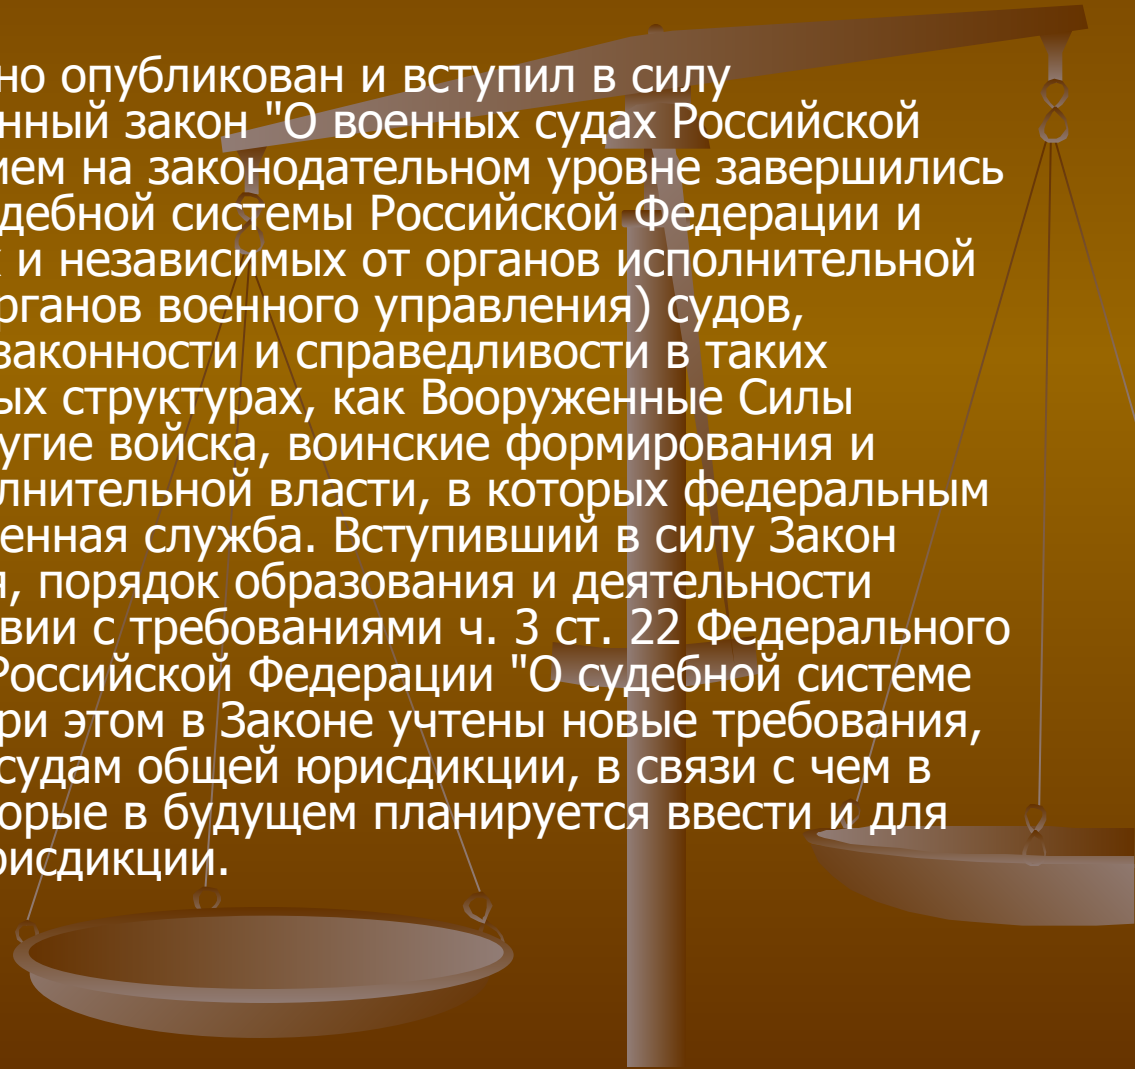 но опубликован и вступил в силу
нный закон "О военных судах Российской
ием на законодательном уровне завершились
дебной системы Российской Федерации и
х и независимых от органов исполнительной
рганов военного управления) судов,
законности и справедливости в таких
ых структурах, как Вооруженные Силы
угие войска, воинские формирования и
лнительной власти, в которых федеральным
енная служба. Вступивший в силу Закон
я, порядок образования и деятельности
вии с требованиями ч. 3 ст. 22 Федерального
Российской Федерации "О судебной системе
ри этом в Законе учтены новые требования,
судам общей юрисдикции, в связи с чем в
орые в будущем планируется ввести и для
рисдикции.